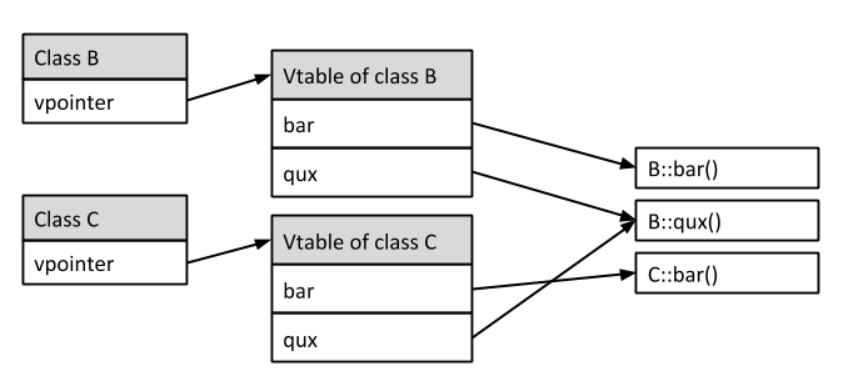 Class B
vpointer
Vtable of class B
bar
qux
Class C
vpointer
Vtable of class C
bar
qux
B::bar()
B::qux()
C::bar()